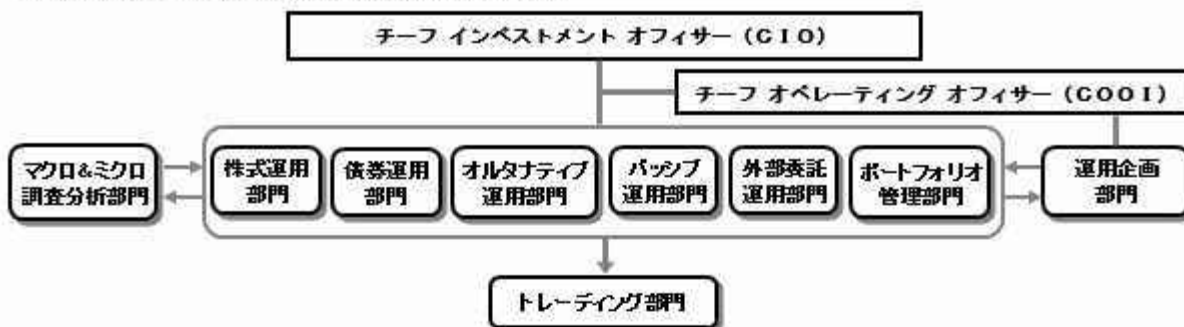 チーフ インベストメント オフィサー (CIO)
チーフ オペレーティング オフィサー (COOI)
マクロ&ミクロ
調査分析部門
株式運用
部門
債券運用
部門
オルタナティブ
運用部門
パッシブ
運用部門
外部委託
運用部門
ポートフォリオ
管理部門
運用企画
部門
トレーディング部門